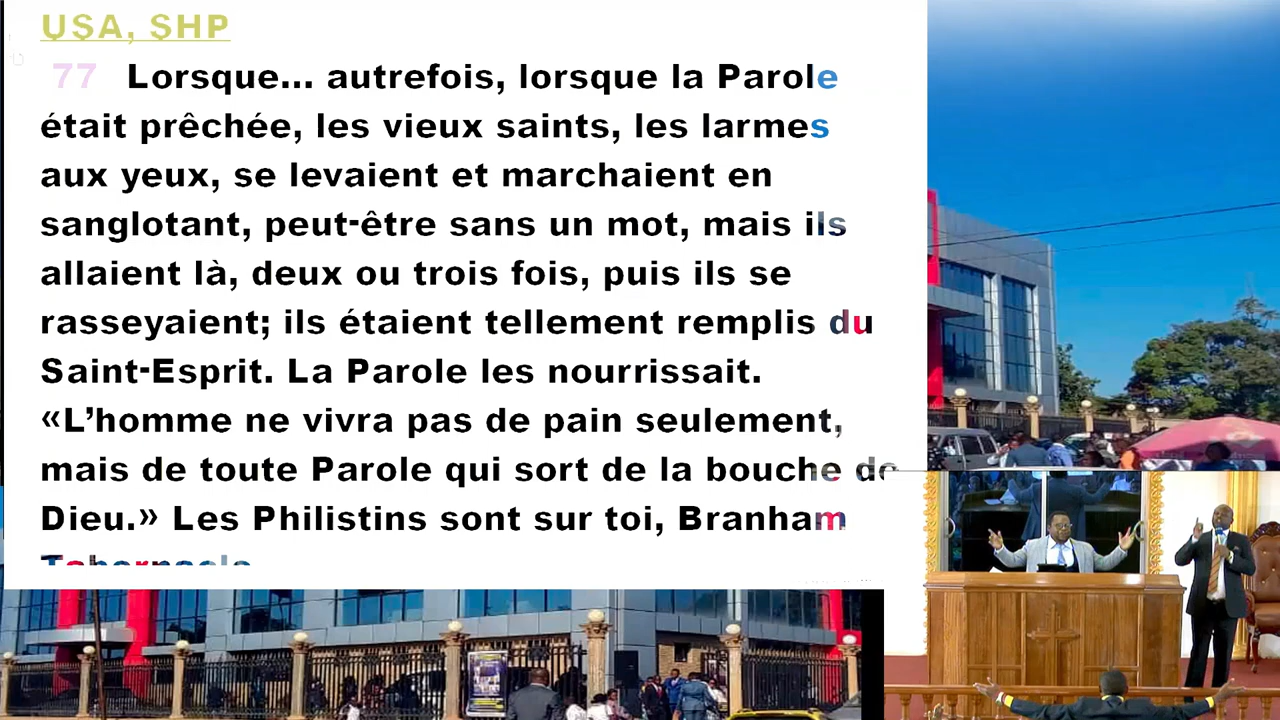 USA, SHP
77 Lorsque... autrefois, lorsque la Parole
était prêchée, les vieux saints, les larmes
aux yeux, se levaient et marchaient en
sanglotant, peut-être sans un mot, mais ils
allaient là, deux ou trois fois, puis ils se
rasseyaient; ils étaient tellement remplis du
Saint-Esprit. La Parole les nourrissait.
«L’homme ne vivra pas de pain seulement,
mais de toute Parole qui sort de la bouche de
Dieu.» Les Philistins sont sur toi, Branham
Tabernacle